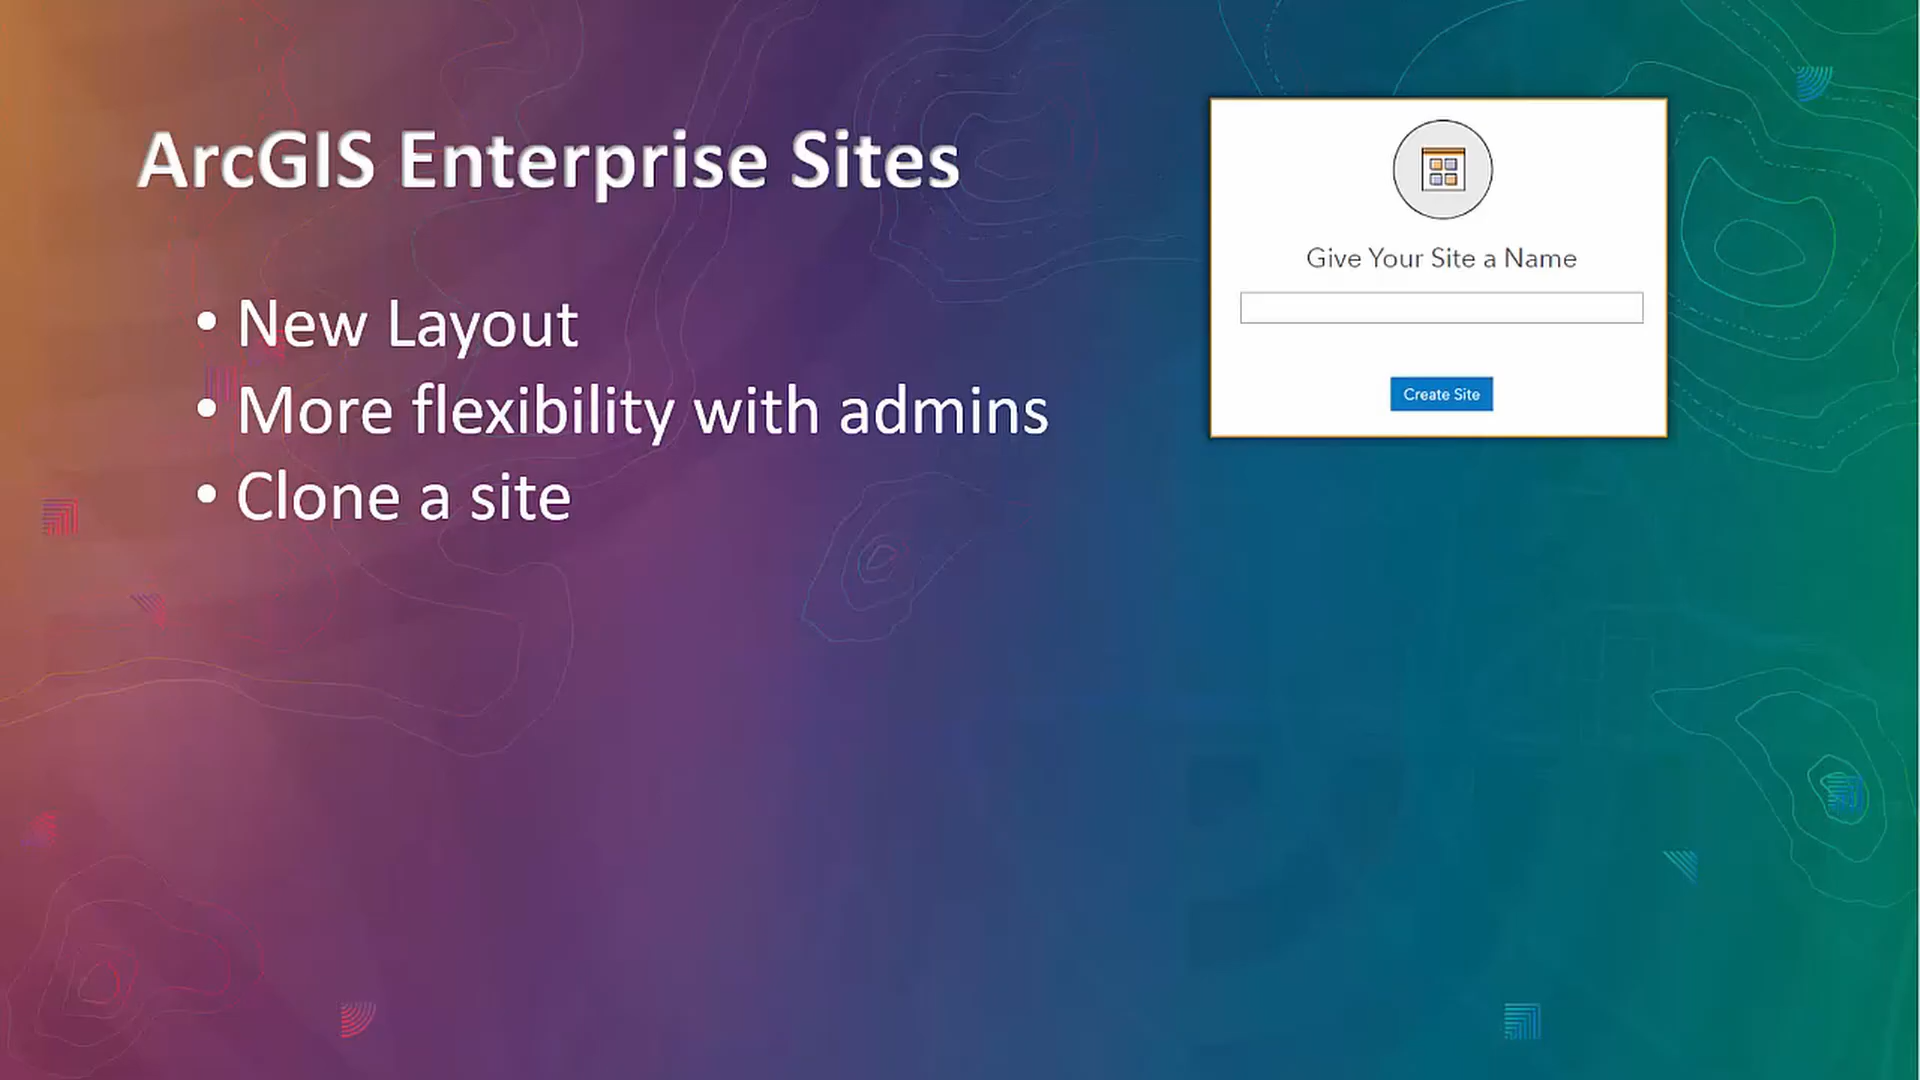 ArcGIS Enterprise Sites
• New Layout
• More flexibility with admins
• Clone a site
Give Your Site a Name
Create Site